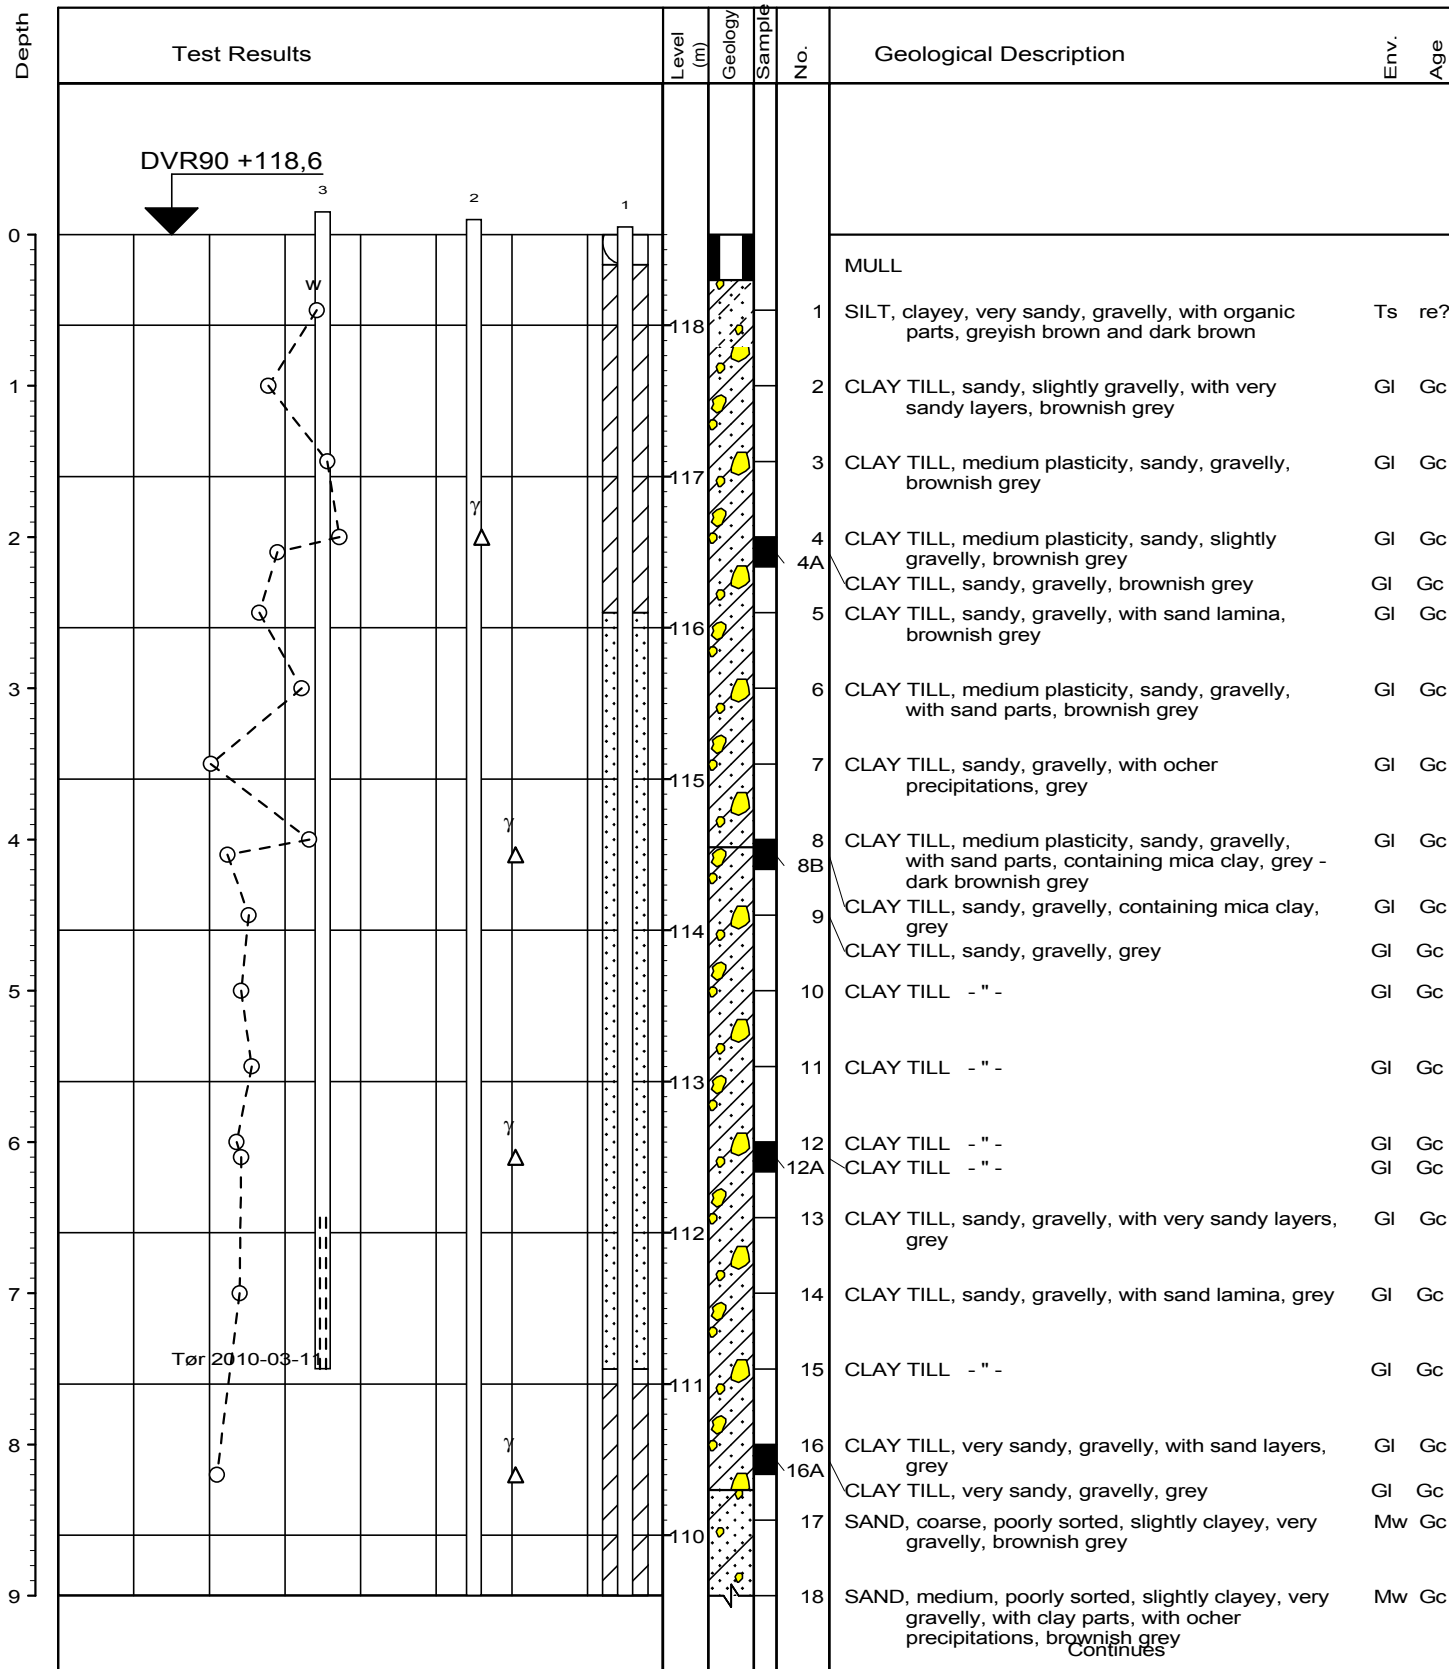 Depth
Test Results
Level (m)
Geology
Sample
No.
Geological Description
Env.
Age
DVR90 +118,6
3
2
1
0
MULL
w
1 SILT, clayey, very sandy, gravelly, with organic Ts re?
parts, greyish brown and dark brown
118
1
2 CLAY TILL, sandy, slightly gravelly, with very Gl Gc
sandy layers, brownish grey
3 CLAY TILL, medium plasticity, sandy, gravelly, Gl Gc
brownish grey
117
γ
2
4 CLAY TILL, medium plasticity, sandy, slightly Gl Gc
gravelly, brownish grey
4A CLAY TILL, sandy, gravelly, brownish grey Gl Gc
5 CLAY TILL, sandy, gravelly, with sand lamina, Gl Gc
brownish grey
116
3
6 CLAY TILL, medium plasticity, sandy, gravelly, Gl Gc
with sand parts, brownish grey
7 CLAY TILL, sandy, gravelly, with ocher Gl Gc
precipitations, grey
115
γ
4
8 CLAY TILL, medium plasticity, sandy, gravelly, Gl Gc
with sand parts, containing mica clay, grey -
dark brownish grey
8B CLAY TILL, sandy, gravelly, containing mica clay, Gl Gc
grey
114
9 CLAY TILL, sandy, gravelly, grey Gl Gc
5
10 CLAY TILL - " - Gl Gc
11 CLAY TILL - " - Gl Gc
113
γ
6
12 CLAY TILL - " - Gl Gc
12A CLAY TILL - " - Gl Gc
13 CLAY TILL, sandy, gravelly, with very sandy layers, Gl Gc
grey
112
7
14 CLAY TILL, sandy, gravelly, with sand lamina, grey Gl Gc
Tør 2010-03-11
15 CLAY TILL - " - Gl Gc
111
γ
8
16 CLAY TILL, very sandy, gravelly, with sand layers, Gl Gc
grey
16A CLAY TILL, very sandy, gravelly, grey Gl Gc
17 SAND, coarse, poorly sorted, slightly clayey, very Mw Gc
gravelly, brownish grey
110
9
18 SAND, medium, poorly sorted, slightly clayey, very Mw Gc
gravelly, with clay parts, with ocher
precipitations, brownish grey
Continues